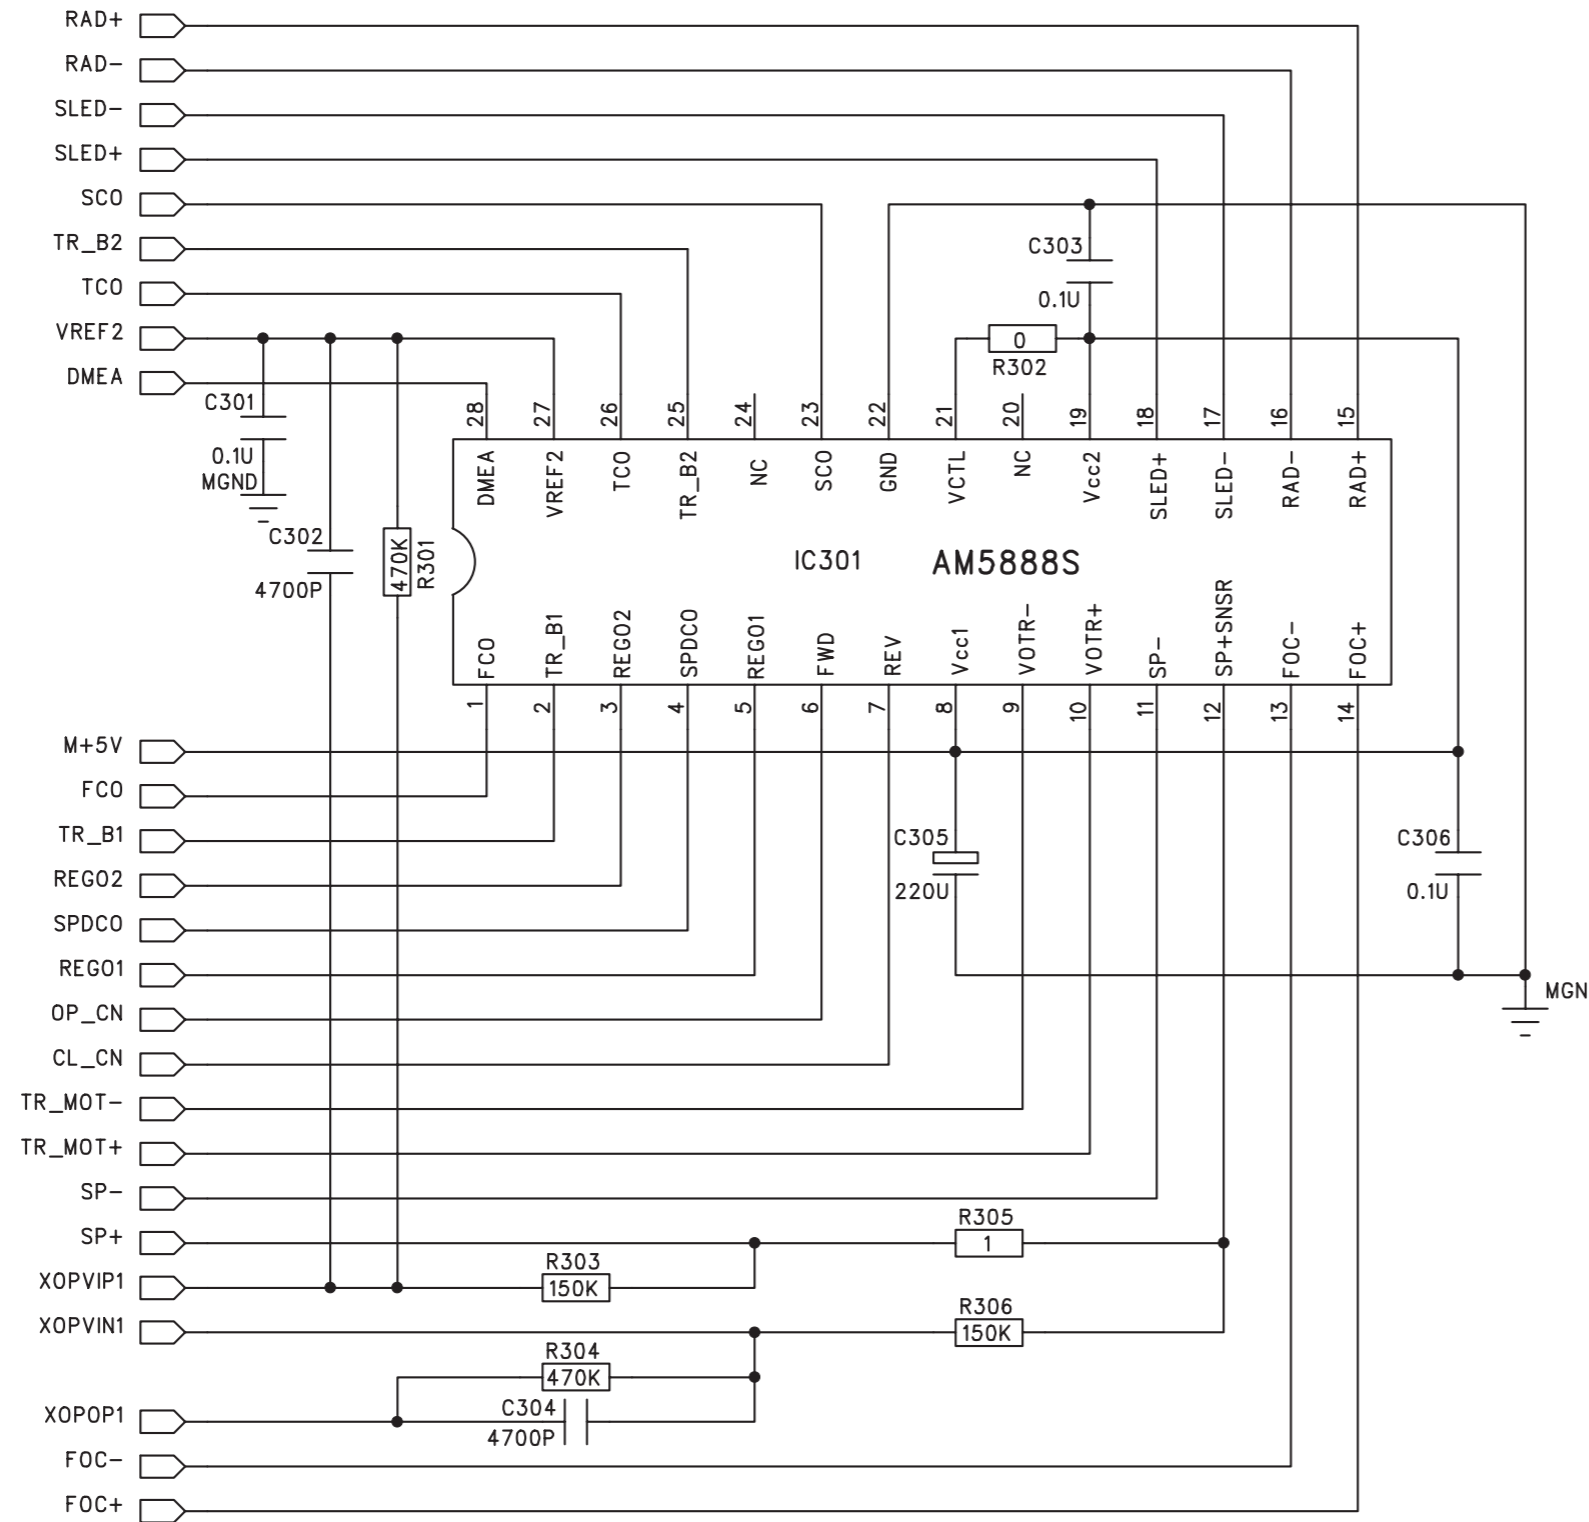 RAD+
RAD-
SLED-
SLED+
SCO
TR_B2
TCO
VREF2
DMEA
C303
0.1U
0
R302
C301
0.1U
MGND
C302
4700P
470K
R301
28
27
26
25
24
23
22
21
20
19
18
17
16
15
DMEA
VREF2
TCO
TR_B2
NC
SCO
GND
VCTL
NC
Vcc2
SLED+
SLED-
RAD-
RAD+
IC301
AM5888S
FCO
TR_B1
REGO2
SPDCO
REGO1
FWD
REV
Vcc1
VOTR-
VOTR+
SP-
SP+SNSR
FOC-
FOC+
1
2
3
4
5
6
7
8
9
10
11
12
13
14
M+5V
FCO
TR_B1
REGO2
SPDCO
REGO1
OP_CN
CL_CN
TR_MOT-
TR_MOT+
SP-
SP+
XOPVIP1
XOPVIN1
XOPOP1
FOC-
FOC+
C305
220U
C306
0.1U
MGN
R305
1
R303
150K
R306
150K
R304
470K
C304
4700P